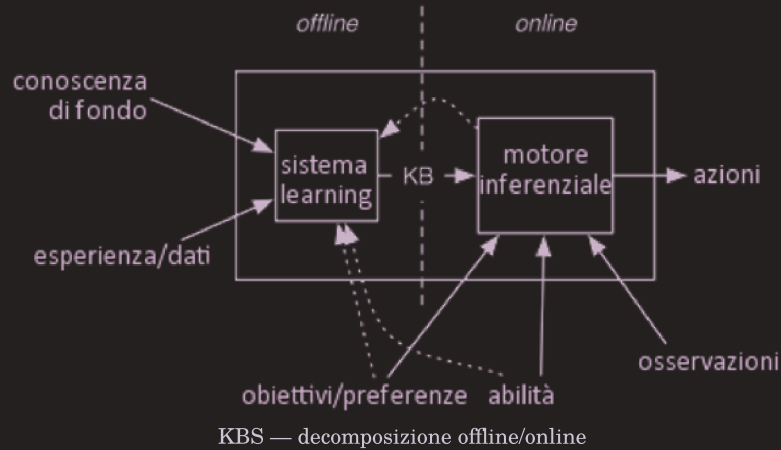 offline
online
conoscenza
di fondo
sistema
learning
KB
motore
inferenziale
azioni
esperienza/dati
osservazioni
obiettivi/preferenze
abilità
KBS — decomposizione offline/online